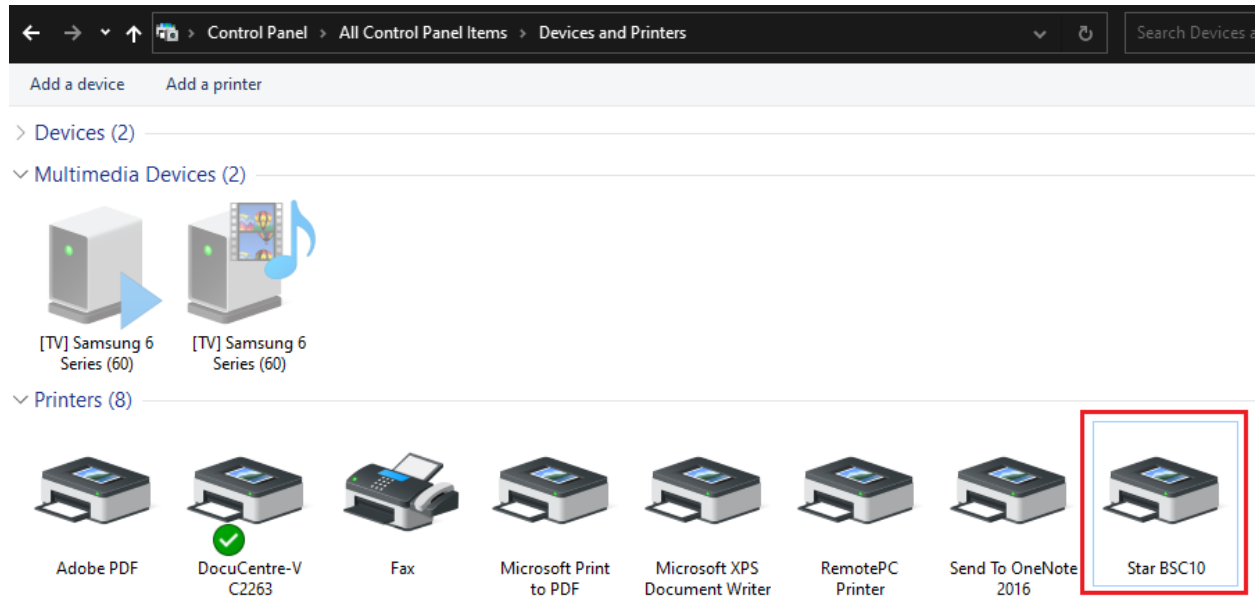 Control Panel > All Control Panel Items > Devices and Printers
Search Devices a
Add a device Add a printer
Devices (2)
Multimedia Devices (2)
[TV] Samsung 6 Series (60)
[TV] Samsung 6 Series (60)
Printers (8)
Adobe PDF
DocuCentre-V C2263
Fax
Microsoft Print to PDF
Microsoft XPS Document Writer
RemotePC Printer
Send To OneNote 2016
Star BSC10